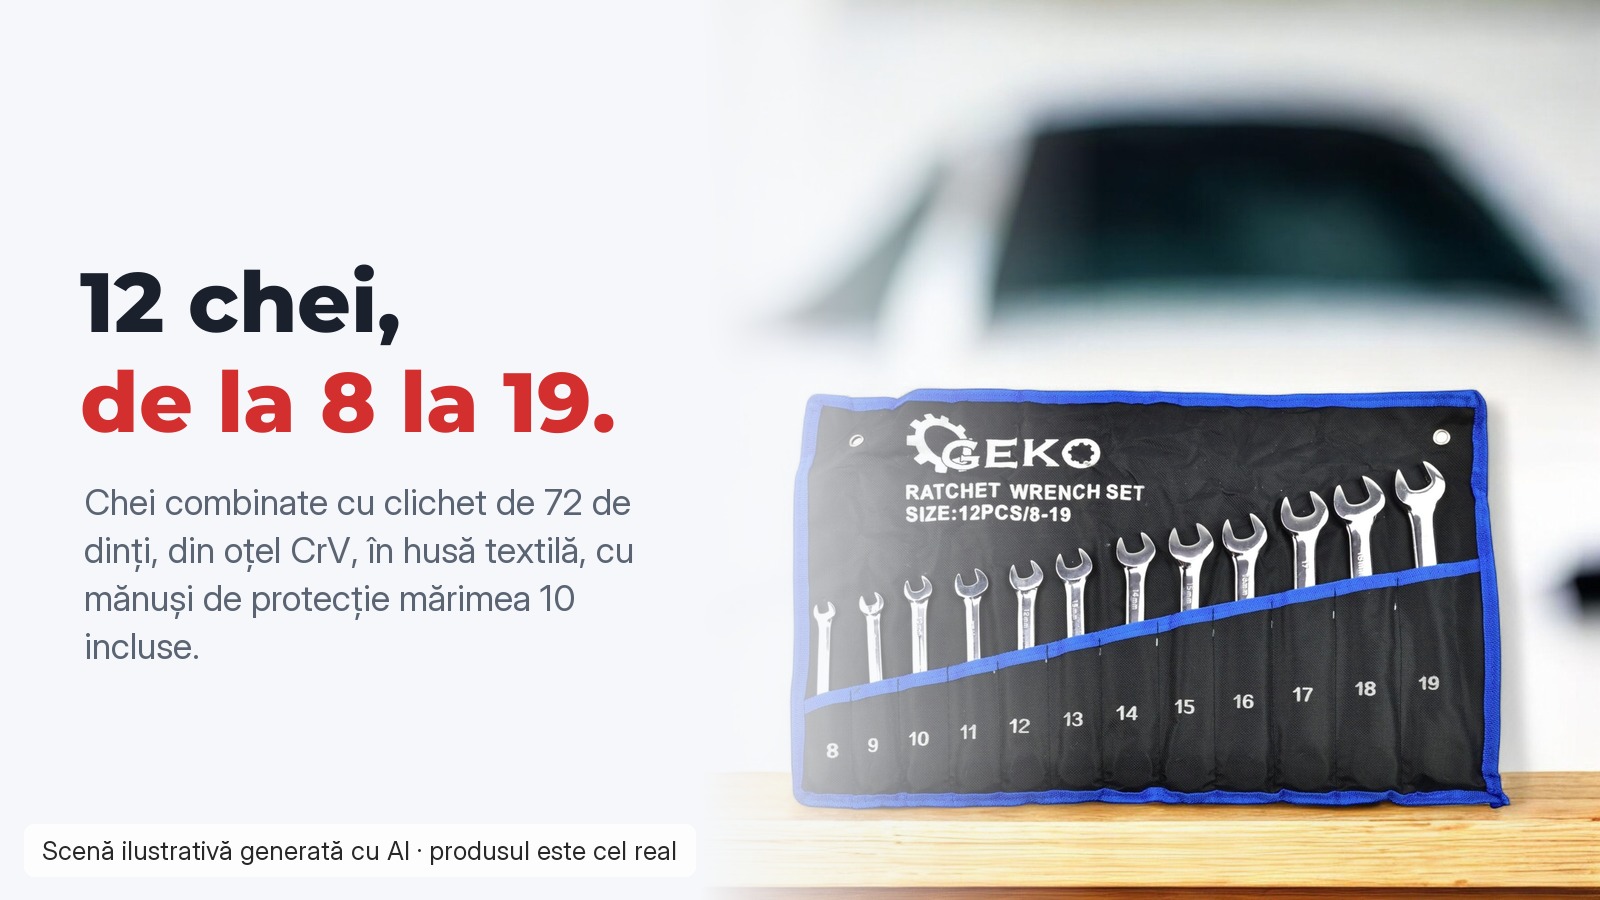 12 chei,
de la 8 la 19.
Chei combinate cu clichet de 72 de
dinți, din oțel CrV, în husă textilă, cu
mănuși de protecție mărimea 10
incluse.
Scenă ilustrativă generată cu AI · produsul este cel real
GEKO
RATCHET WRENCH SET
SIZE:12PCS/8-19
8 9 10 11 12 13 14 15 16 17 18 19